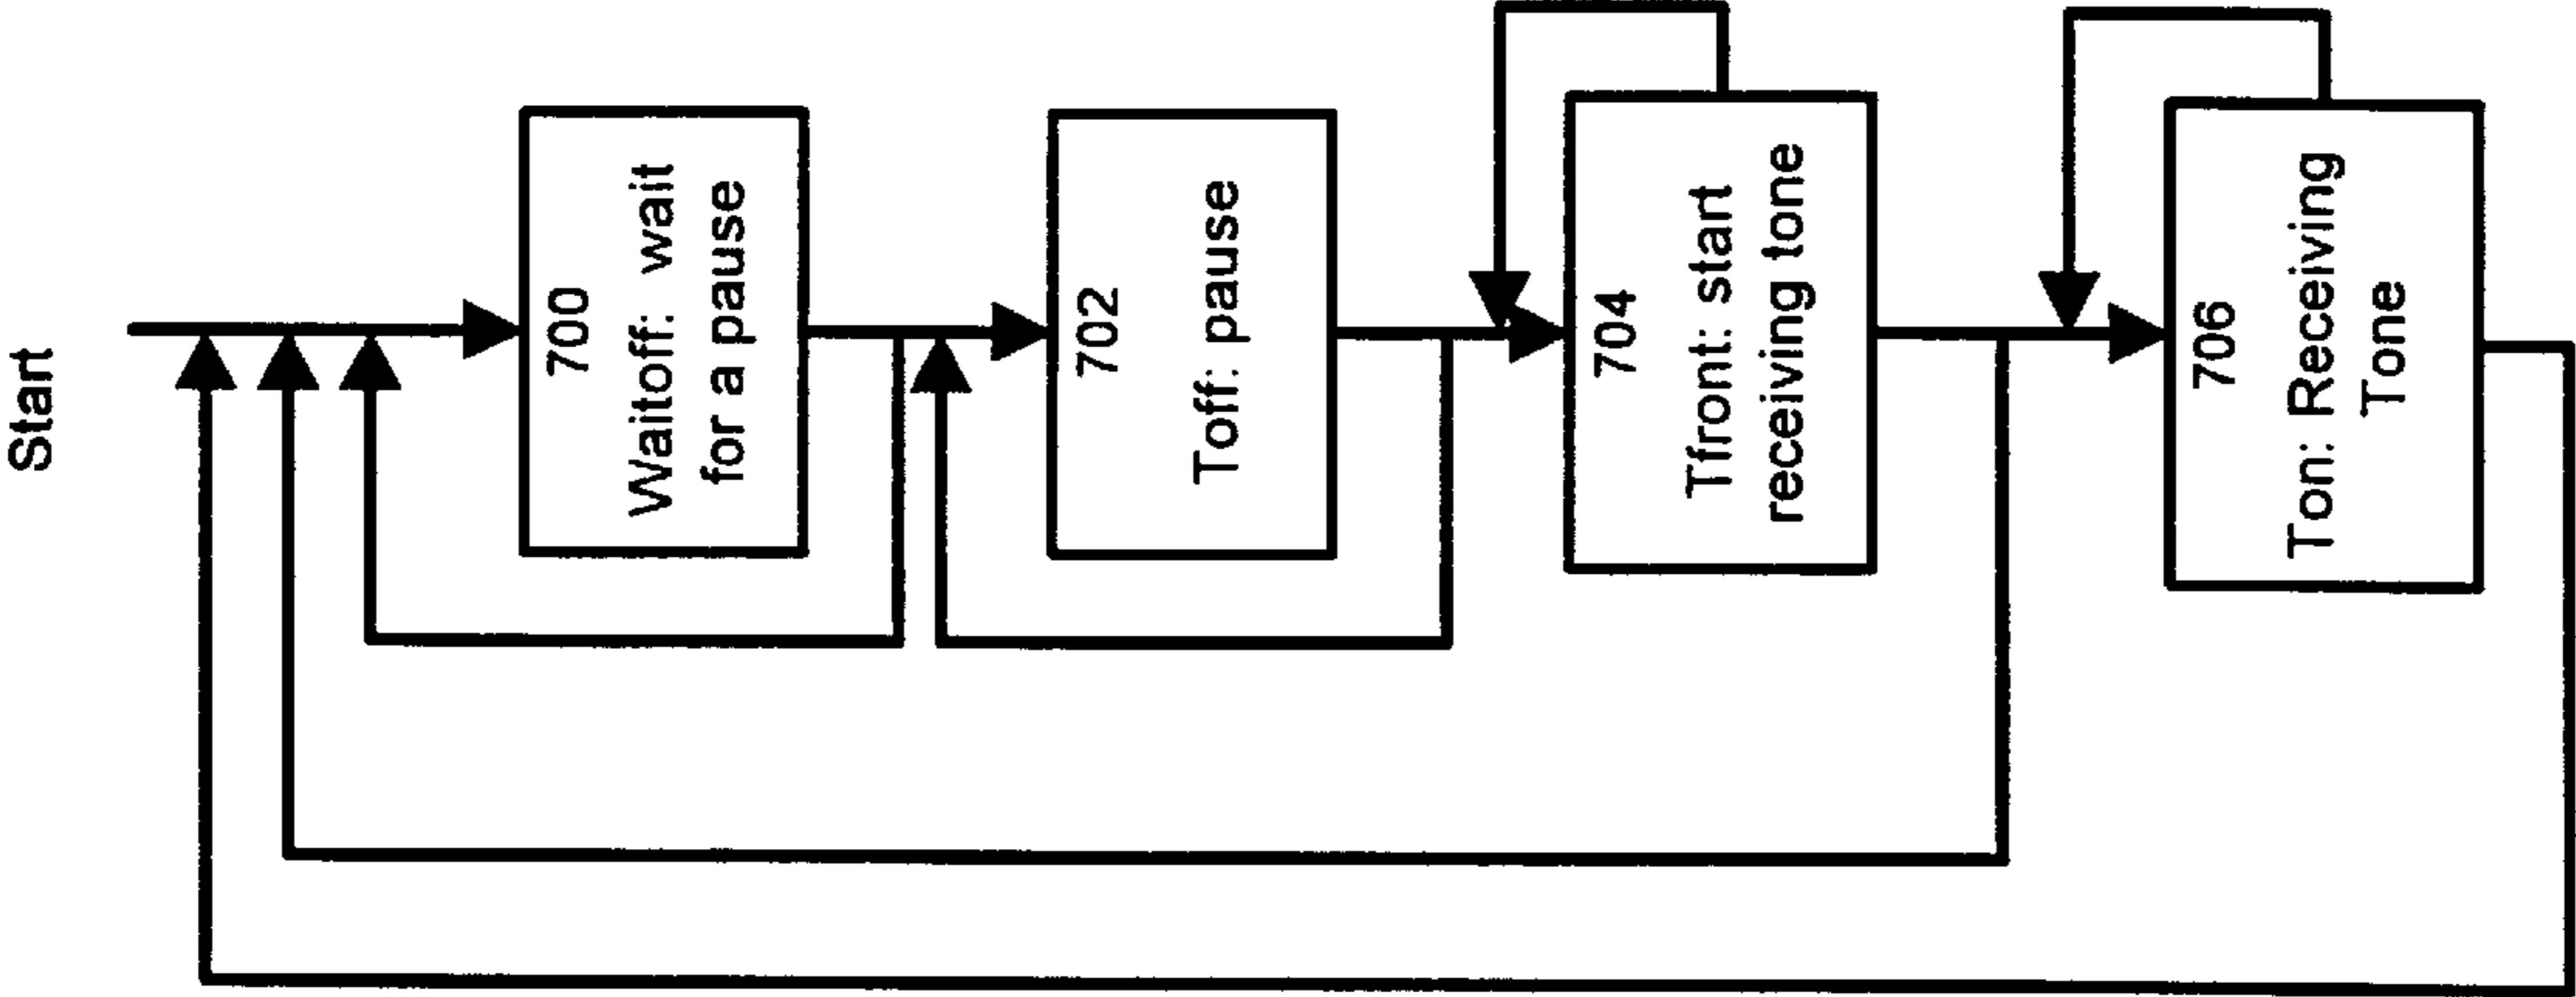 Start
700
Waitoff: wait
for a pause
702
Toff: pause
704
Tfront: start
receiving tone
706
Ton: Receiving
Tone